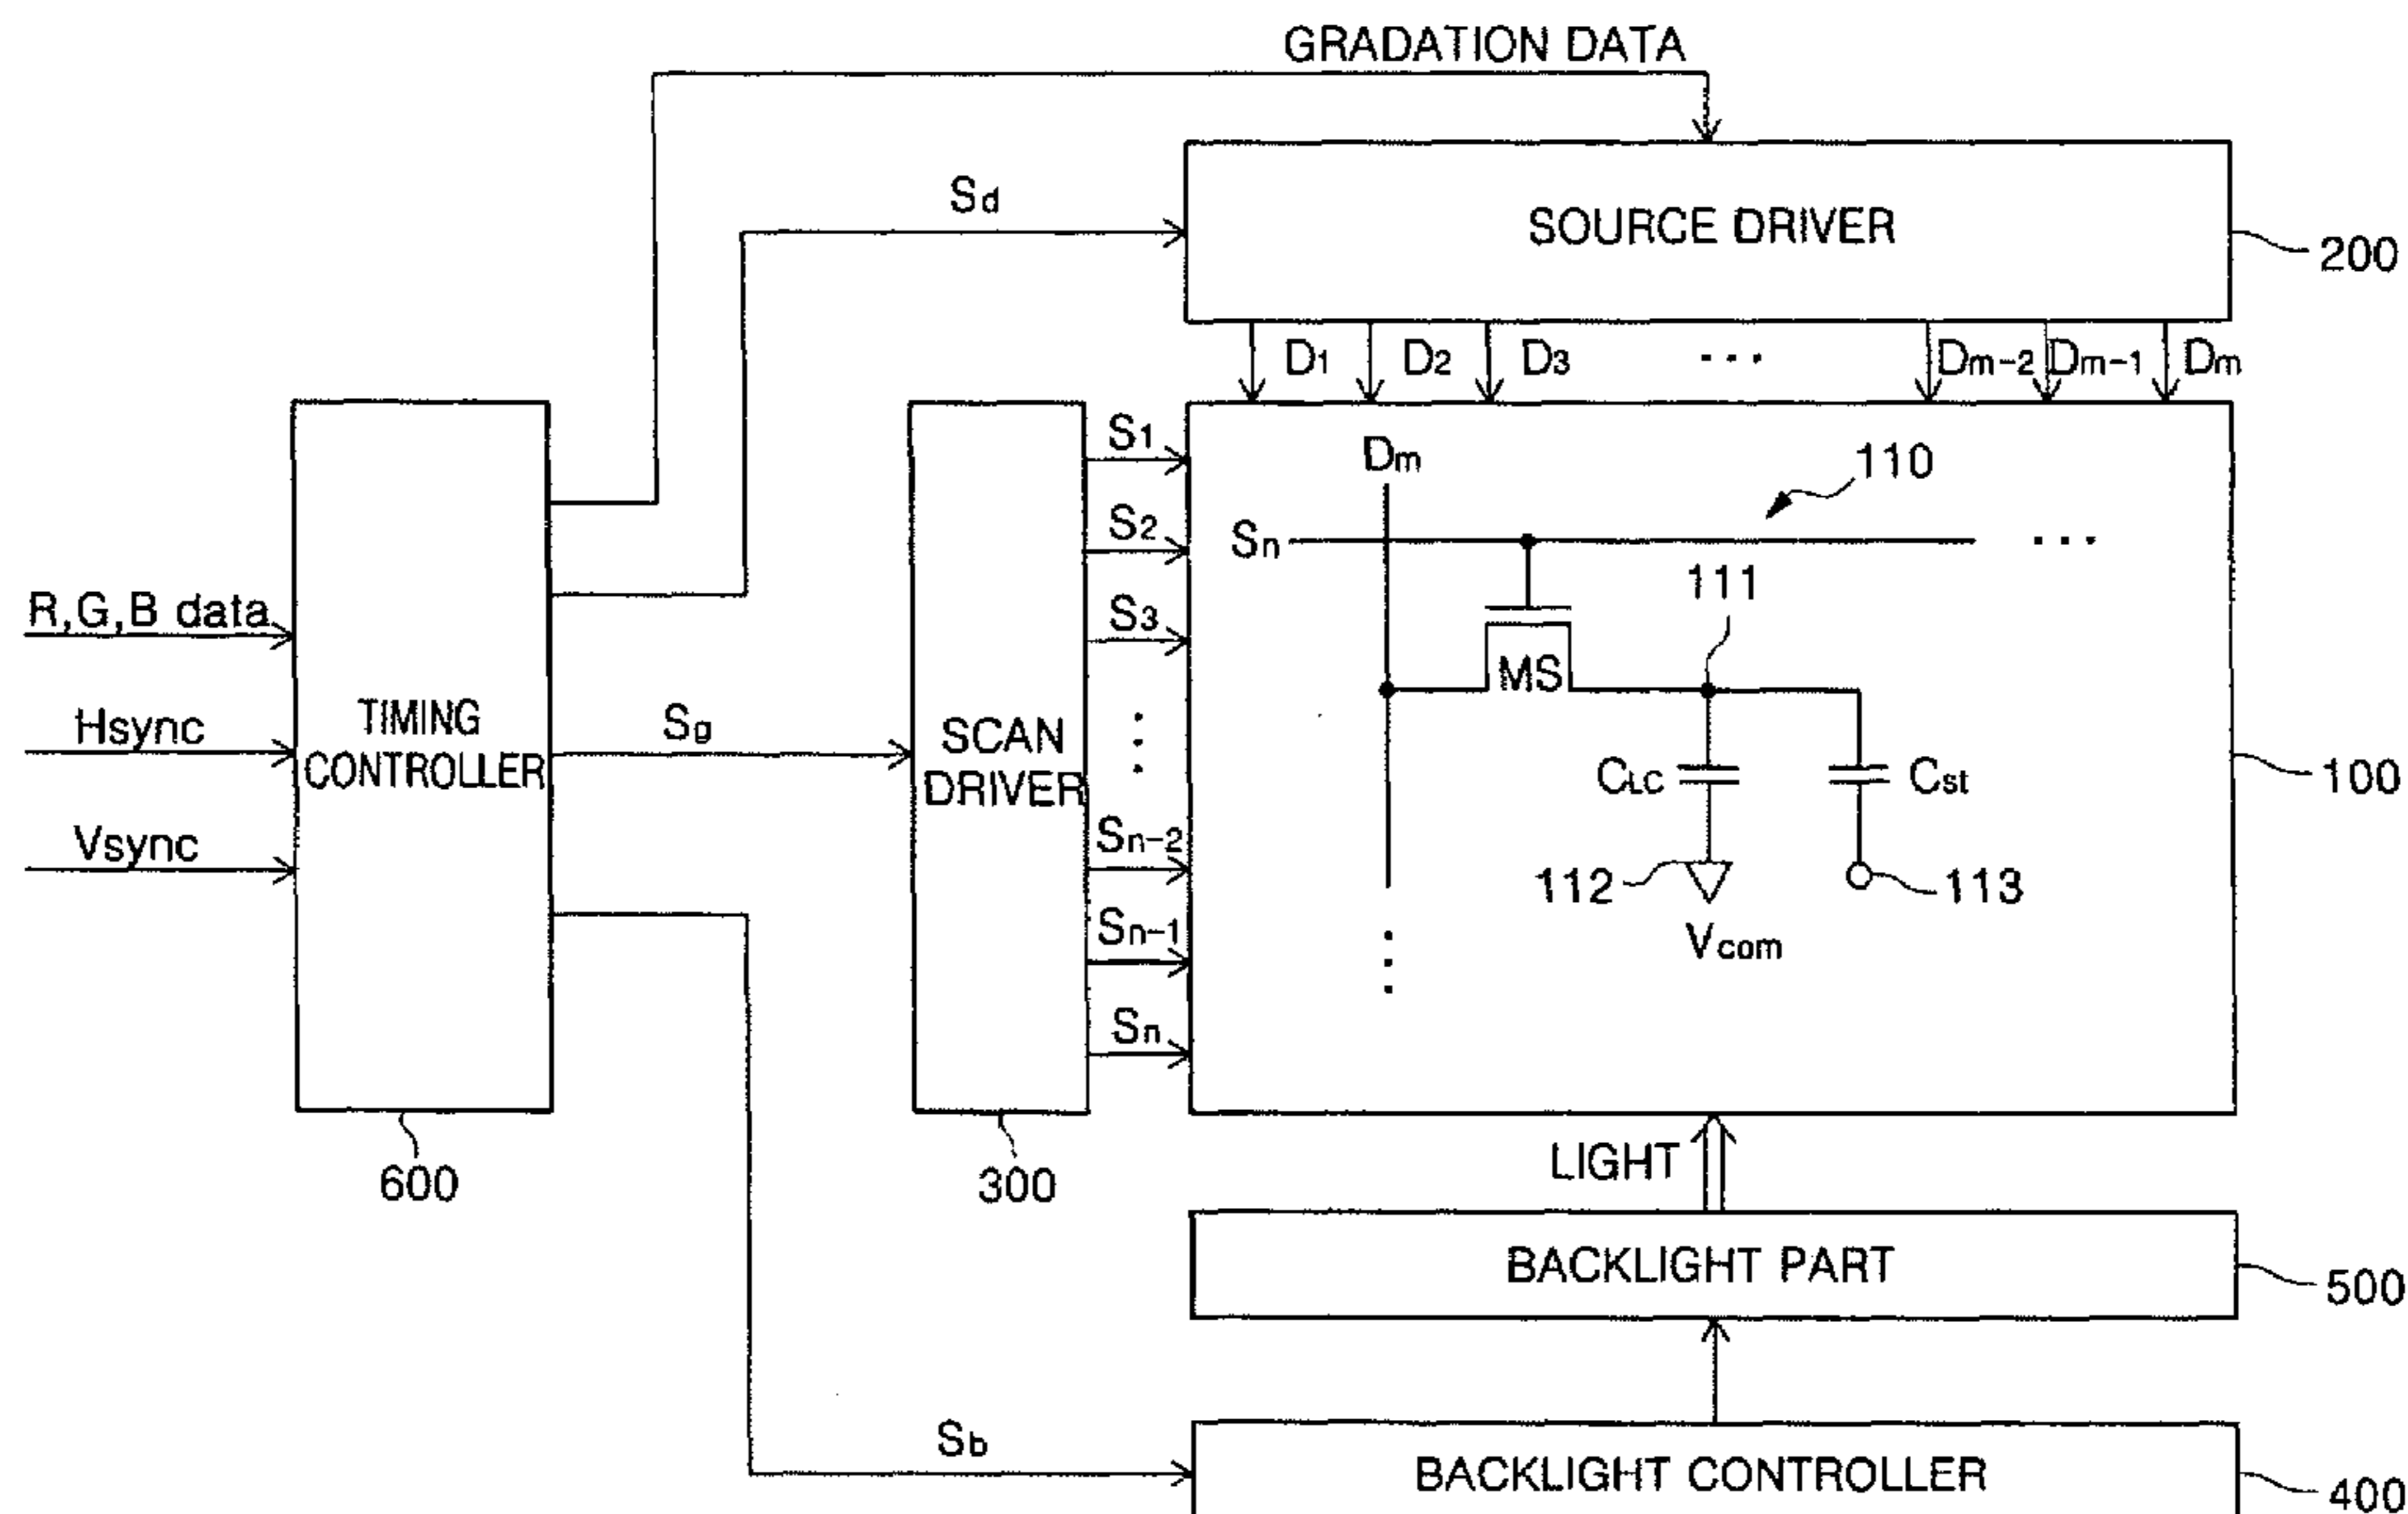 GRADATION DATA
Sd
SOURCE DRIVER
200
D1 D2 D3 ... Dm-2 Dm-1 Dm
R,G,B data
Hsync
Vsync
TIMING
CONTROLLER
600
Sg
SCAN
DRIVER
300
S1
S2
S3
Sn-2
Sn-1
Sn
Dm
110
Sn
...
111
MS
CLC
Cst
100
112
113
Vcom
LIGHT
BACKLIGHT PART
500
Sb
BACKLIGHT CONTROLLER
400